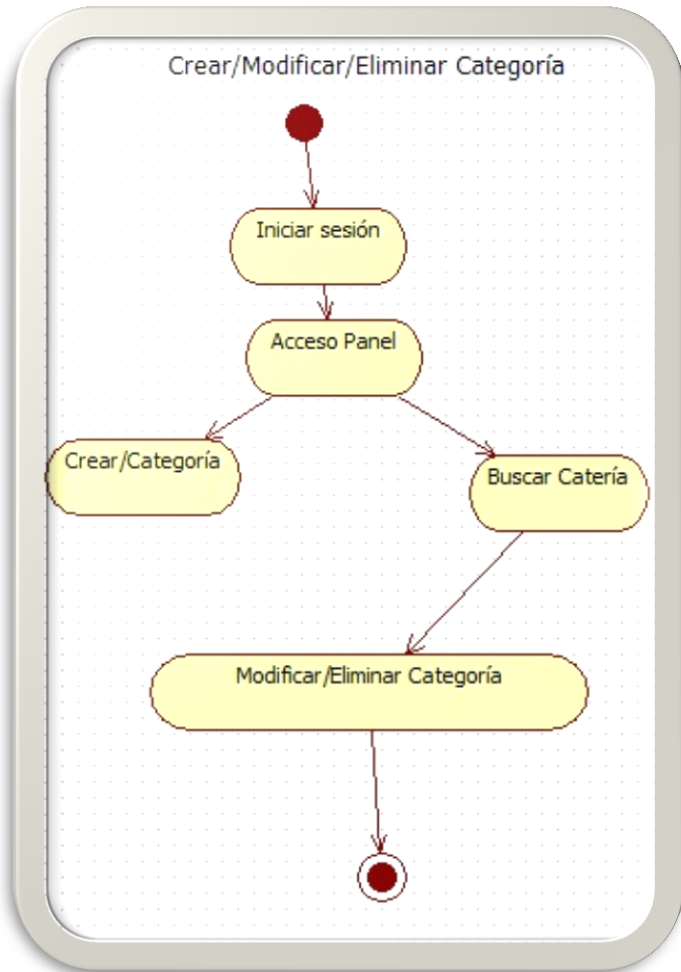 Crear/Modificar/Eliminar Categoría
Iniciar sesión
Acceso Panel
Crear/Categoría
Buscar Catería
Modificar/Eliminar Categoría